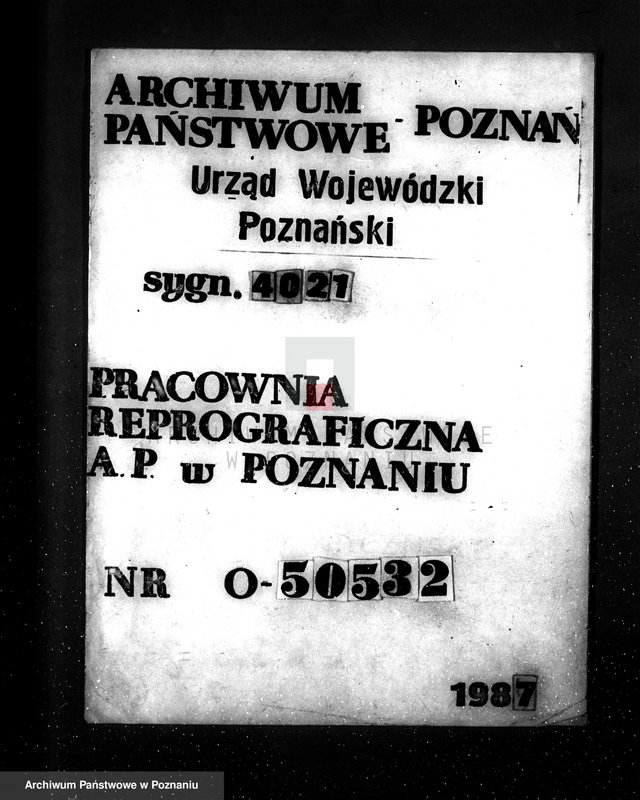 ARCHIWUM
PAŃSTWOWE - POZNAŃ
Urząd Wojewódzki
Poznański
sygn. 4021
PRACOWNIA
REPROGRAFICZNA
A.P. w POZNANIU
NR O-50532
1987
Archiwum Państwowe w Poznaniu